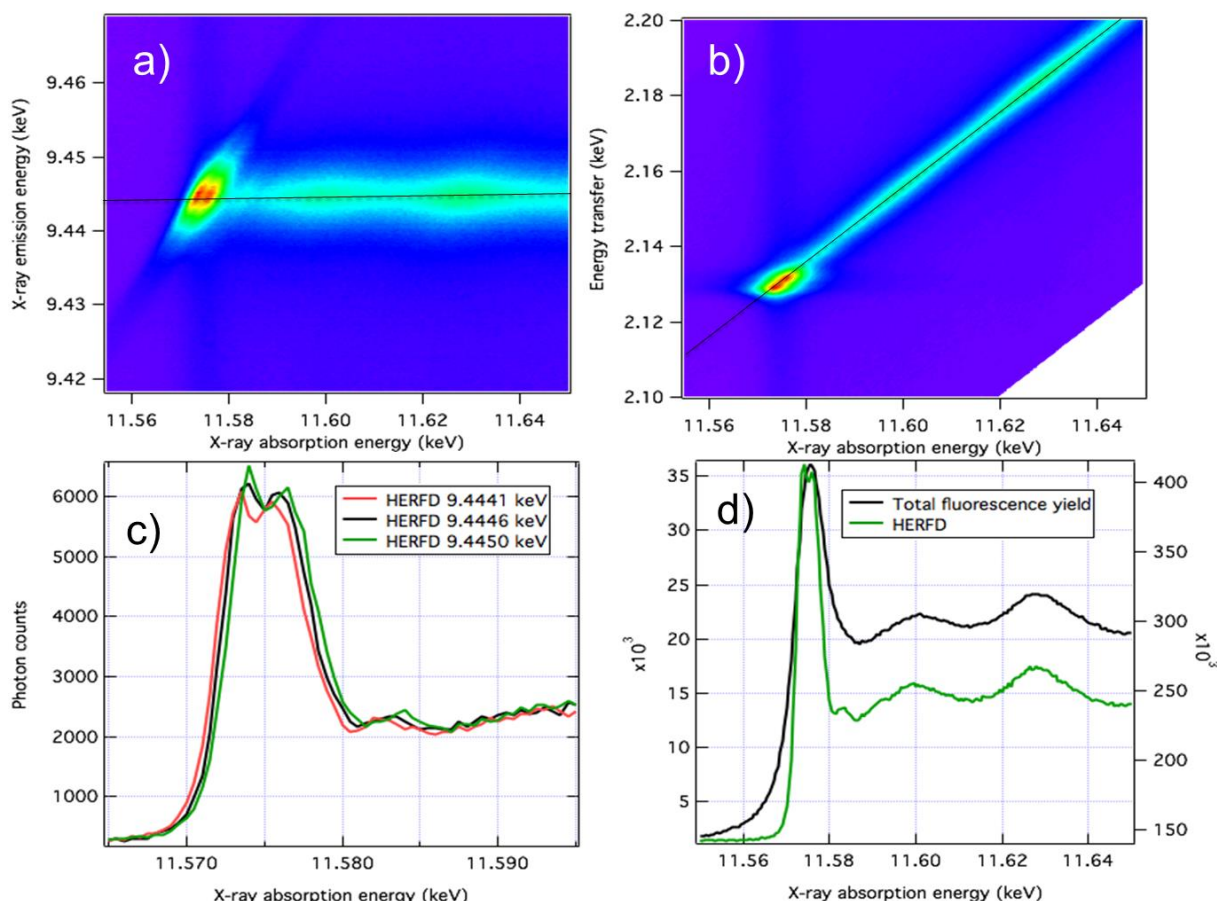 a)
X-ray emission energy (keV)
9.46
9.45
9.44
9.43
9.42
11.56 11.58 11.60 11.62 11.64
X-ray absorption energy (keV)
b)
Energy transfer (keV)
2.20
2.18
2.16
2.14
2.12
2.10
11.56 11.58 11.60 11.62 11.64
X-ray absorption energy (keV)
c)
Photon counts
6000
5000
4000
3000
2000
1000
HERFD 9.4441 keV
HERFD 9.4446 keV
HERFD 9.4450 keV
11.570 11.580 11.590
X-ray absorption energy (keV)
d)
Total fluorescence yield
HERFD
x10³
35
30
25
20
15
10
5
400
350
300
250
200
150
x10³
11.56 11.58 11.60 11.62 11.64
X-ray absorption energy (keV)